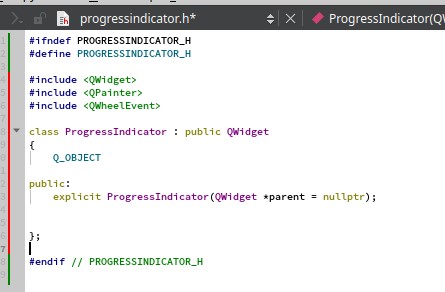 progressindicator.h*
ProgressIndicator(QW
#ifndef PROGRESSINDICATOR_H
#define PROGRESSINDICATOR_H
#include <QWidget>
#include <QPainter>
#include <QWheelEvent>
class ProgressIndicator : public QWidget
{
Q_OBJECT
public:
explicit ProgressIndicator(QWidget *parent = nullptr);
};
#endif // PROGRESSINDICATOR_H